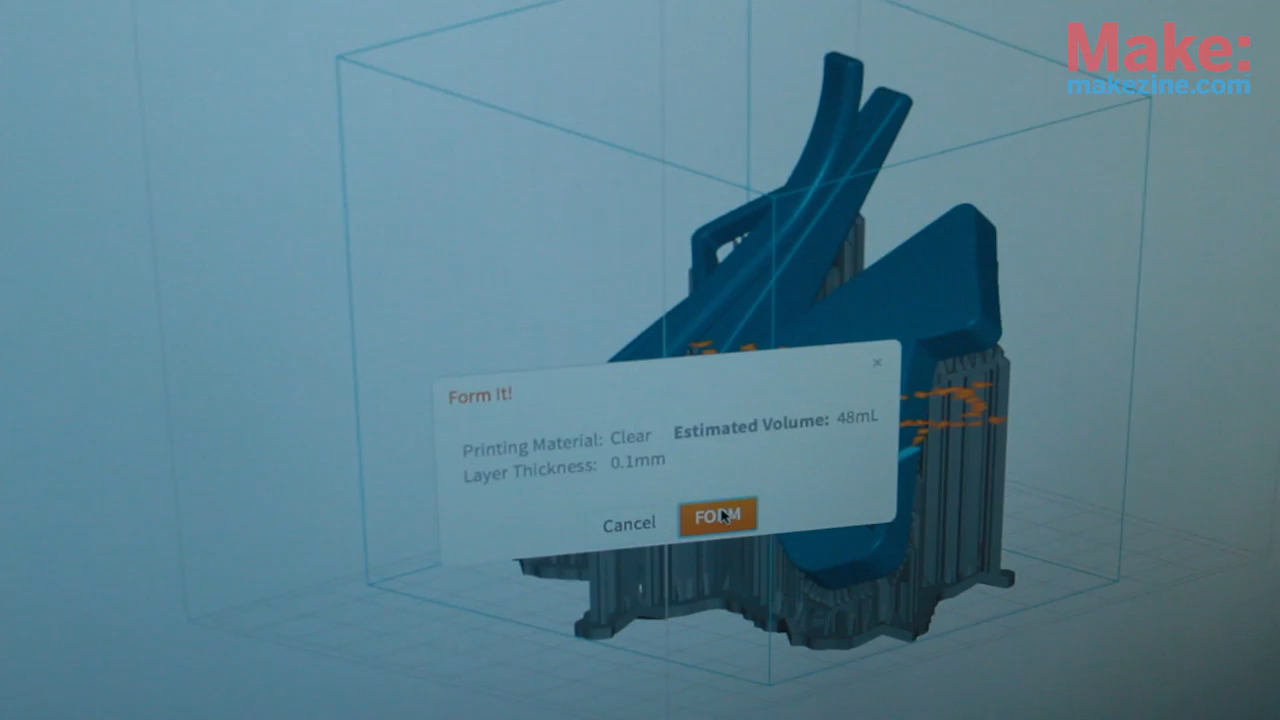 Make:
makezine.com
Form It!
Printing Material: Clear
Estimated Volume: 48mL
Layer Thickness: 0.1mm
Cancel
FORM